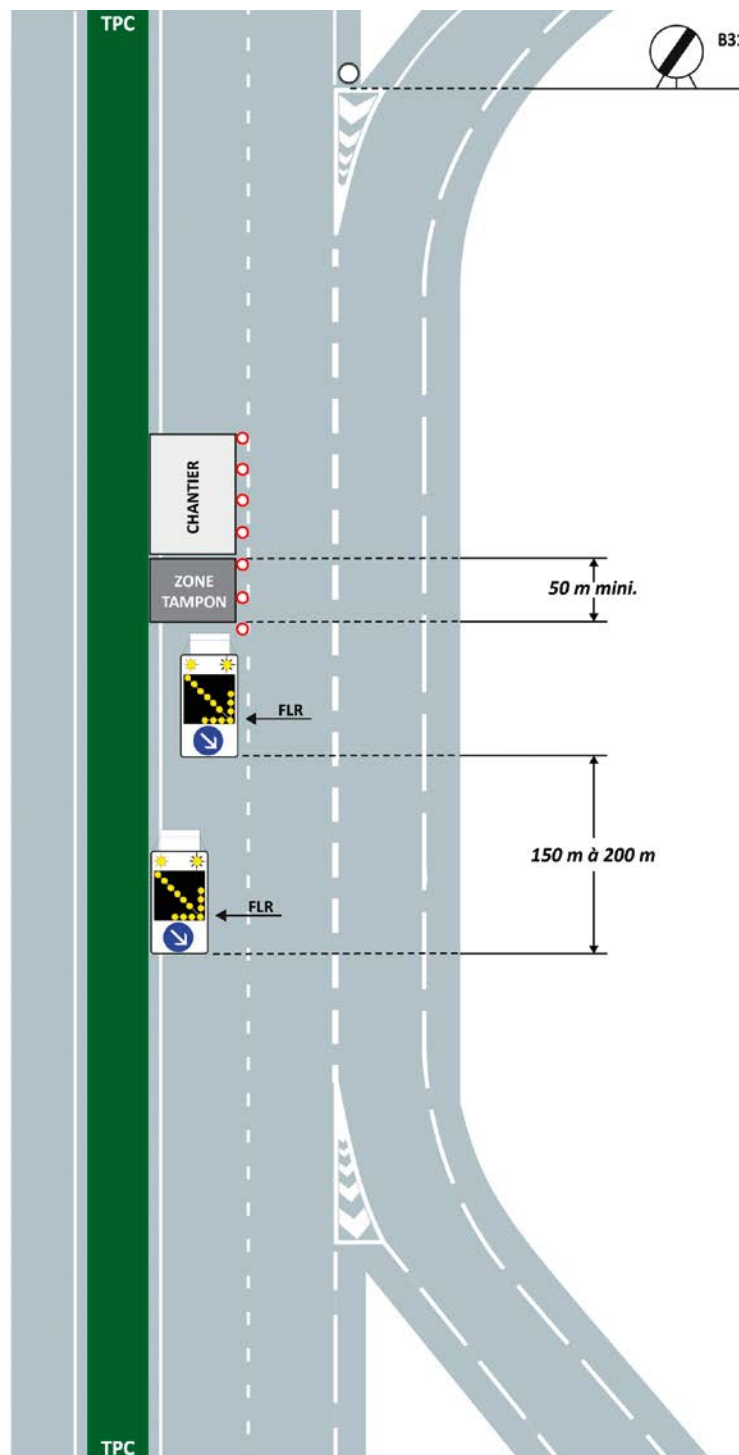 TPC
B31
CHANTIER
ZONE
TAMPON
50 m mini.
FLR
150 m à 200 m
FLR
TPC